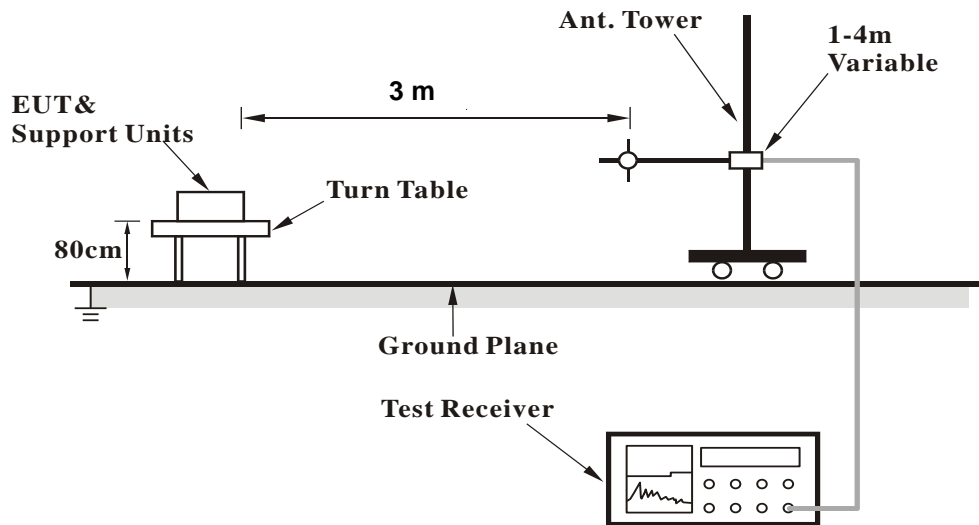 Ant. Tower
1-4m
Variable
3 m
EUT&
Support Units
Turn Table
80cm
Ground Plane
Test Receiver